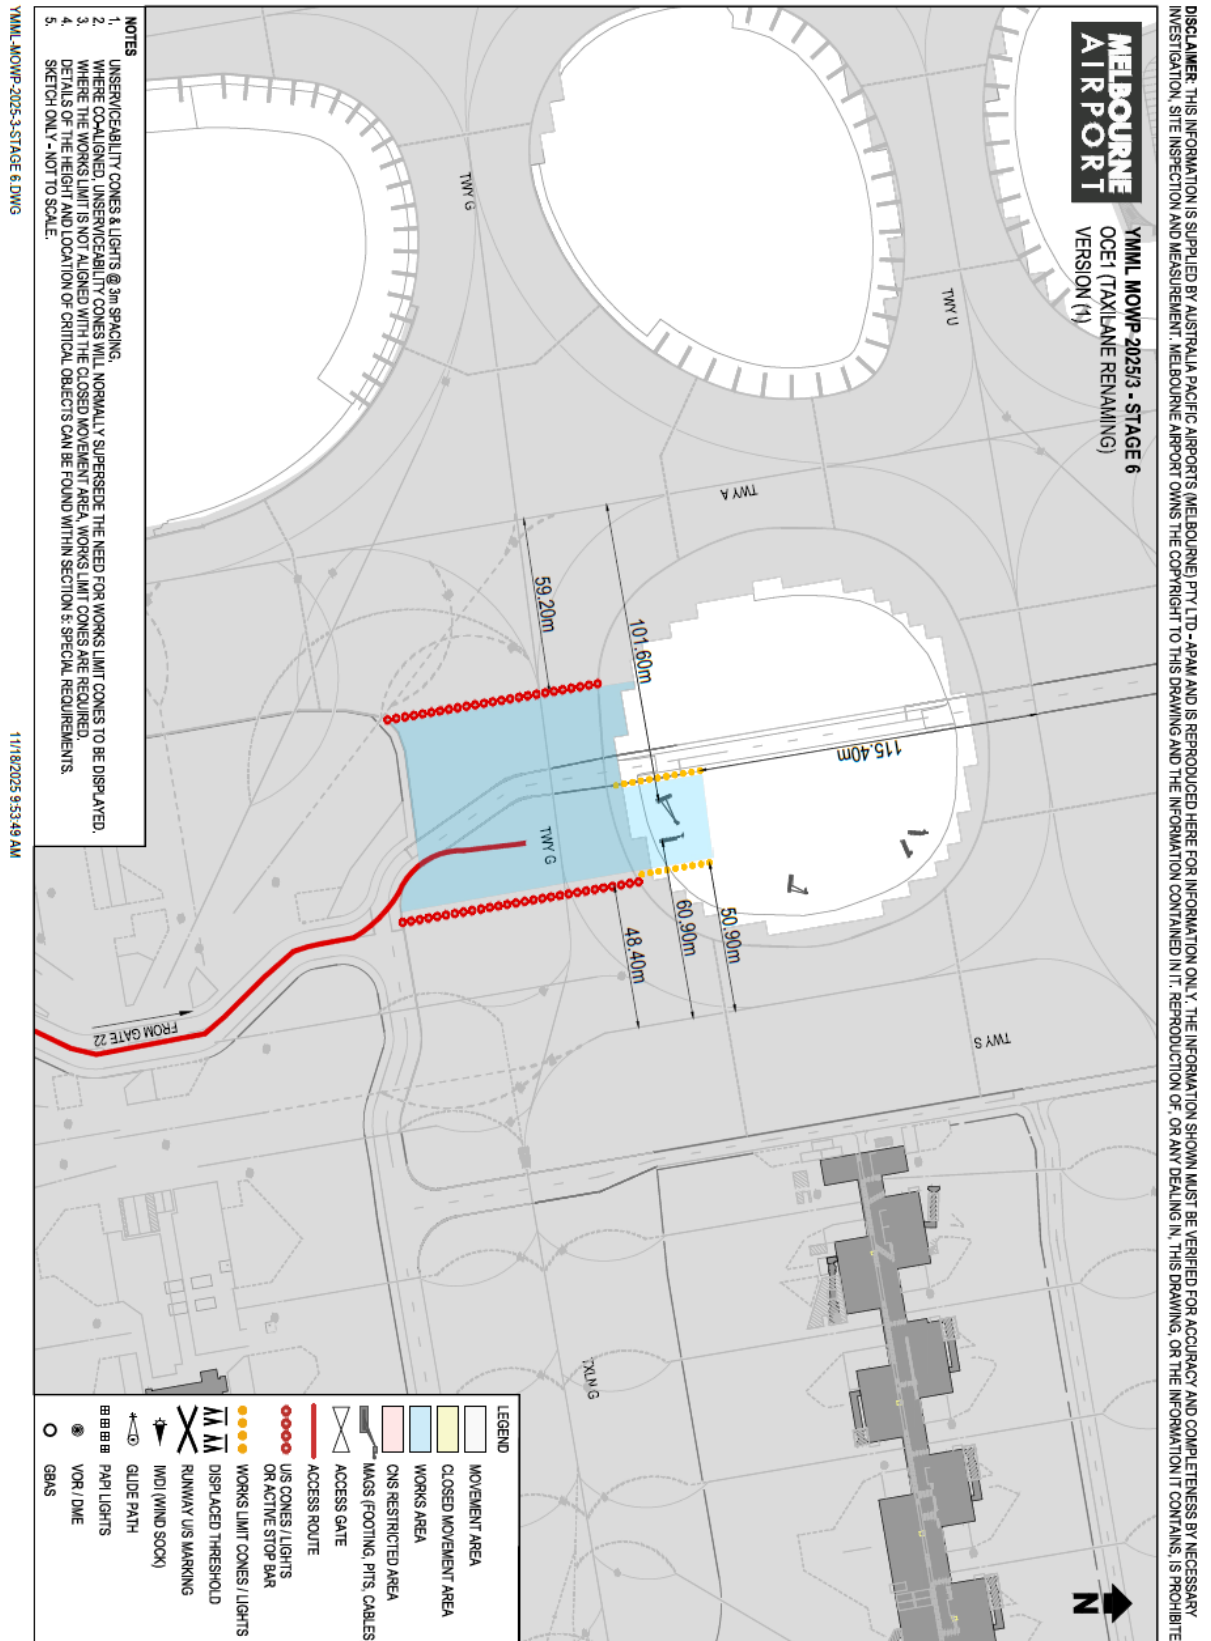 DISCLAIMER: THIS INFORMATION IS SUPPLIED BY AUSTRALIA PACIFIC AIRPORTS (MELBOURNE) PTY LTD - APAM AND IS REPRODUCED HERE FOR INFORMATION ONLY. THE INFORMATION SHOWN MUST BE VERIFIED FOR ACCURACY AND COMPLETENESS BY NECESSARY
INVESTIGATION, SITE INSPECTION AND MEASUREMENT. MELBOURNE AIRPORT OWNS THE COPYRIGHT TO THIS DRAWING AND THE INFORMATION CONTAINED IN IT. REPRODUCTION OF, OR ANY DEALING IN, THIS DRAWING, OR THE INFORMATION IT CONTAINS, IS PROHIBITE
MELBOURNE
AIRPORT
YMML MOWP 2025/3 - STAGE 6
OCE1 (TAXILANE RENAMING)
VERSION (1)
N
TWY U
TWY G
TWY A
TWY S
TWY G
TXLN G
59.20m
101.60m
115.40m
50.90m
60.90m
48.40m
FROM GATE 22
LEGEND
MOVEMENT AREA
CLOSED MOVEMENT AREA
WORKS AREA
CNS RESTRICTED AREA
MAGS (FOOTING, PITS, CABLES
ACCESS GATE
ACCESS ROUTE
U/S CONES / LIGHTS
OR ACTIVE STOP BAR
WORKS LIMIT CONES / LIGHTS
DISPLACED THRESHOLD
RUNWAY U/S MARKING
IWDI (WIND SOCK)
GLIDE PATH
PAPI LIGHTS
VOR / DME
GBAS
NOTES
1. UNSERVICEABILITY CONES & LIGHTS @ 3m SPACING.
2. WHERE CO-ALIGNED, UNSERVICEABILITY CONES WILL NORMALLY SUPERSEDE THE NEED FOR WORKS LIMIT CONES TO BE DISPLAYED.
3. WHERE THE WORKS LIMIT IS NOT ALIGNED WITH THE CLOSED MOVEMENT AREA, WORKS LIMIT CONES ARE REQUIRED.
4. DETAILS OF THE HEIGHT AND LOCATION OF CRITICAL OBJECTS CAN BE FOUND WITHIN SECTION 5: SPECIAL REQUIREMENTS.
5. SKETCH ONLY - NOT TO SCALE.
YMML-MOWP-2025-3-STAGE 6.DWG
11/18/2025 9:53:49 AM